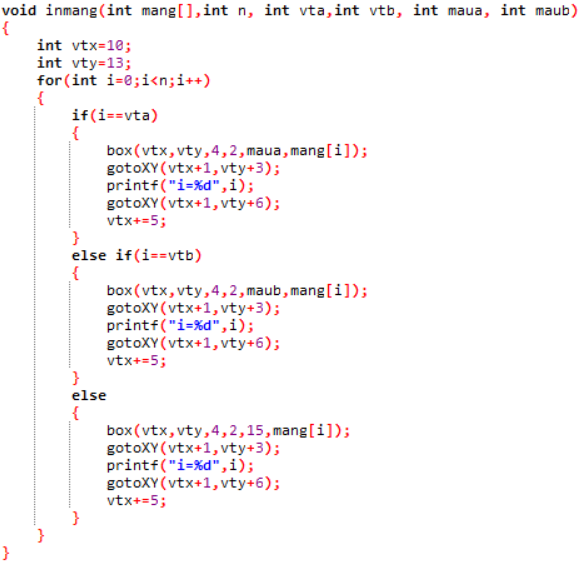 void inmang(int mang[],int n, int vta,int vtb, int maua, int maub)
{
    int vtx=10;
    int vty=13;
    for(int i=0;i<n;i++)
    {
        if(i==vta)
        {
            box(vtx,vty,4,2,maua,mang[i]);
            gotoXY(vtx+1,vty+3);
            printf("i=%d",i);
            gotoXY(vtx+1,vty+6);
            vtx+=5;
        }
        else if(i==vtb)
        {
            box(vtx,vty,4,2,maub,mang[i]);
            gotoXY(vtx+1,vty+3);
            printf("i=%d",i);
            gotoXY(vtx+1,vty+6);
            vtx+=5;
        }
        else
        {
            box(vtx,vty,4,2,15,mang[i]);
            gotoXY(vtx+1,vty+3);
            printf("i=%d",i);
            gotoXY(vtx+1,vty+6);
            vtx+=5;
        }
    }
}